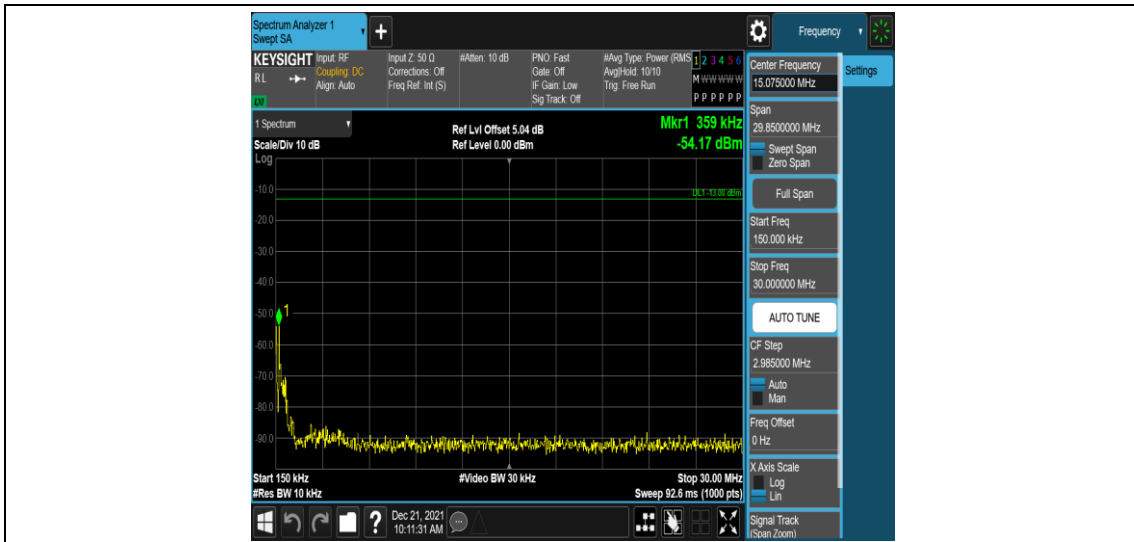 Spectrum Analyzer 1
Swept SA
+
Frequency
KEYSIGHT
RL
LXI
Input: RF
Coupling: DC
Align: Auto
Input Z: 50 Ω
Corrections: Off
Freq Ref: Int (S)
#Atten: 10 dB
PNO: Fast
Gate: Off
IF Gain: Low
Sig Track: Off
#Avg Type: Power (RMS
Avg|Hold: 10/10
Trig: Free Run
1 2 3 4 5 6
M W W W W W
P P P P P P
1 Spectrum
Scale/Div 10 dB
Log
Ref Lvl Offset 5.04 dB
Ref Level 0.00 dBm
Mkr1 359 kHz
-54.17 dBm
DL1 -13.00 dBm
-10.0
-20.0
-30.0
-40.0
-50.0
1
-60.0
-70.0
-80.0
-90.0
Start 150 kHz
#Res BW 10 kHz
#Video BW 30 kHz
Stop 30.00 MHz
Sweep 92.6 ms (1000 pts)
?
Dec 21, 2021
10:11:31 AM
Center Frequency
15.075000 MHz
Settings
Span
29.8500000 MHz
Swept Span
Zero Span
Full Span
Start Freq
150.000 kHz
Stop Freq
30.000000 MHz
AUTO TUNE
CF Step
2.985000 MHz
Auto
Man
Freq Offset
0 Hz
X Axis Scale
Log
Lin
Signal Track
(Span Zoom)